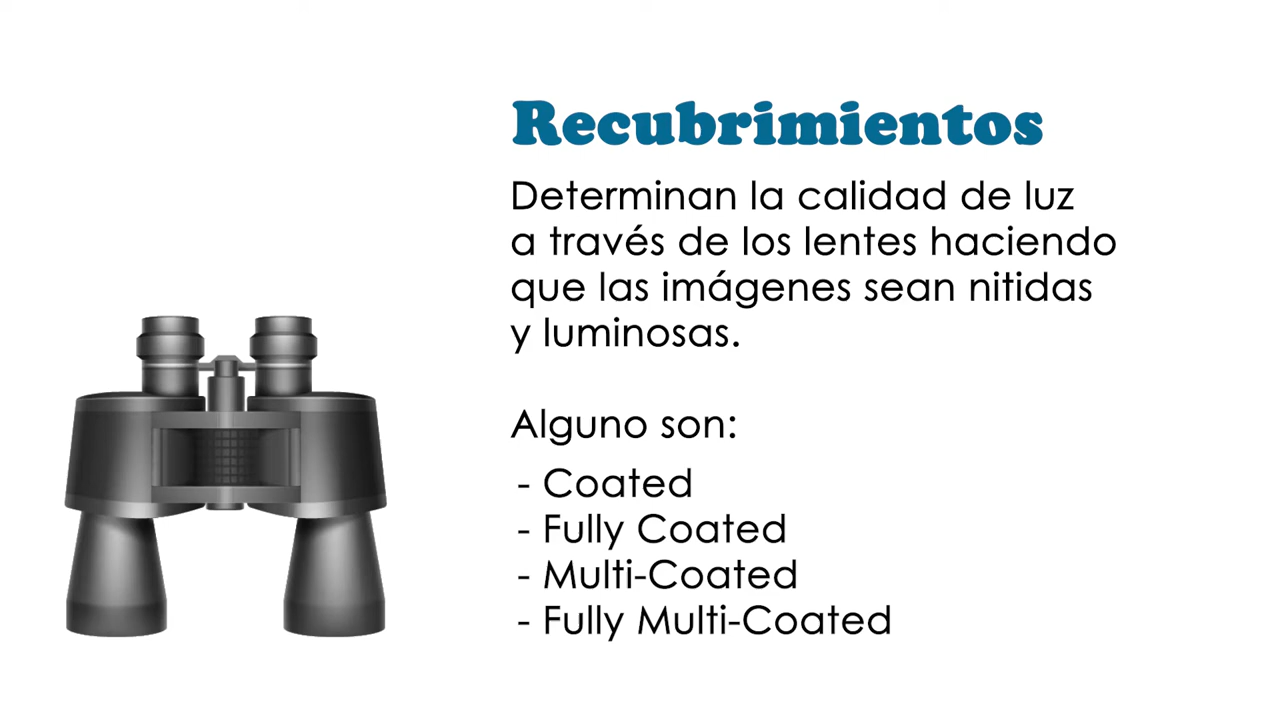 Recubrimientos
Determinan la calidad de luz
a través de los lentes haciendo
que las imágenes sean nitidas
y luminosas.
Alguno son:
- Coated
- Fully Coated
- Multi-Coated
- Fully Multi-Coated